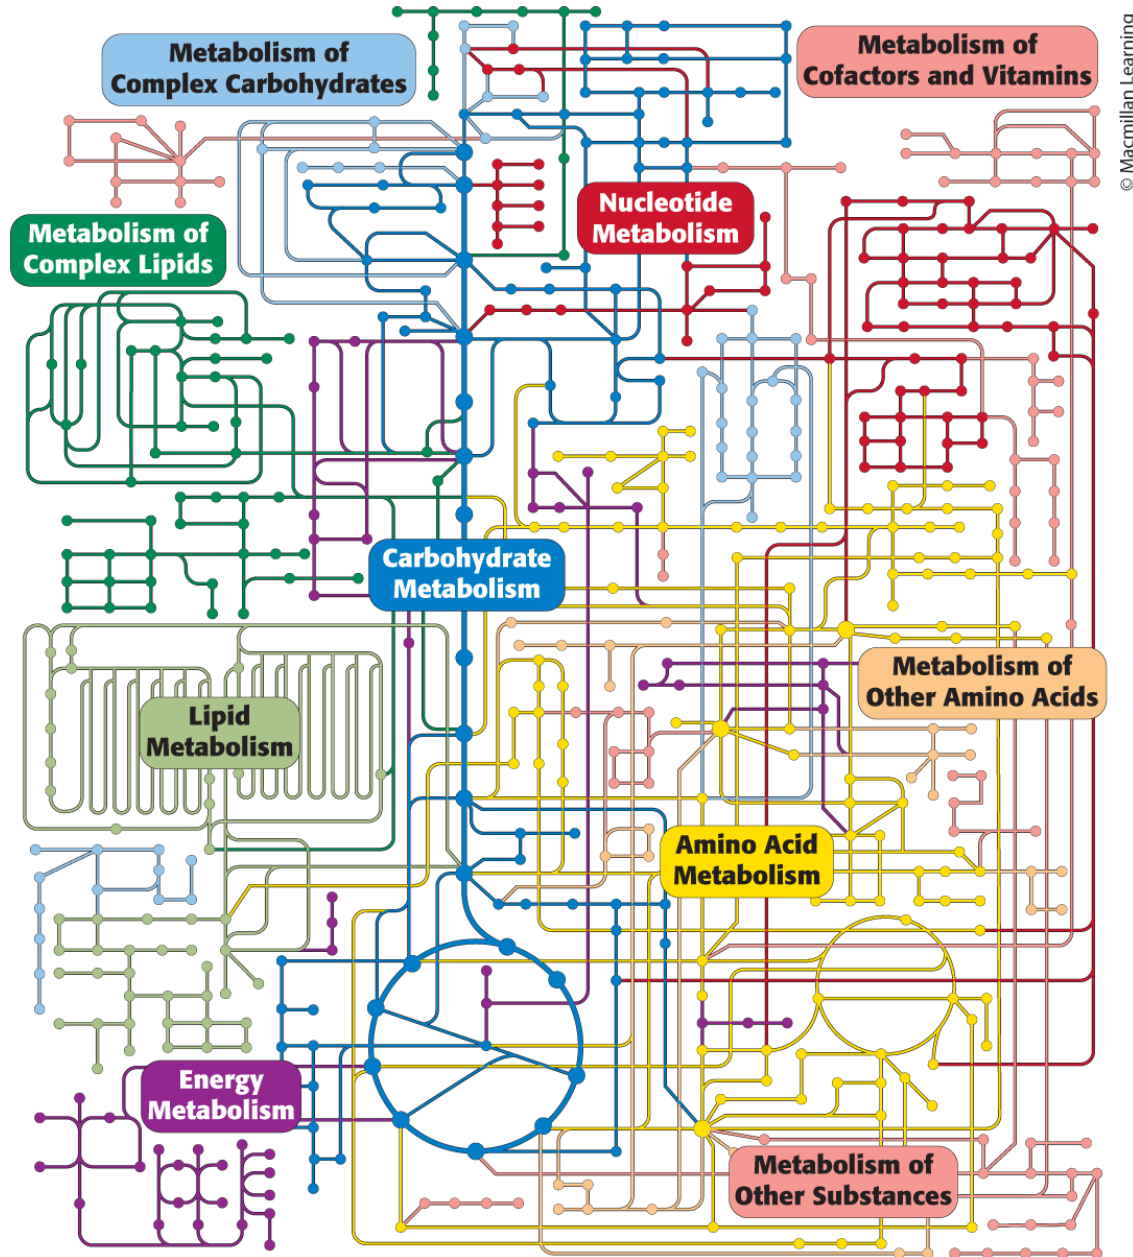 Metabolism of
Complex Carbohydrates
Metabolism of
Cofactors and Vitamins
© Macmillan Learning
Nucleotide
Metabolism
Metabolism of
Complex Lipids
Carbohydrate
Metabolism
Metabolism of
Other Amino Acids
Lipid
Metabolism
Amino Acid
Metabolism
Energy
Metabolism
Metabolism of
Other Substances